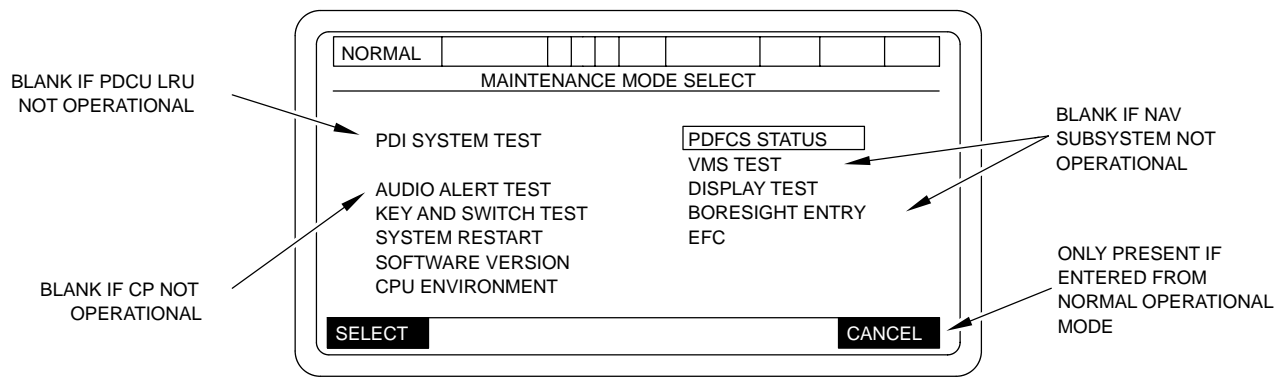 NORMAL
MAINTENANCE MODE SELECT
BLANK IF PDCU LRU
NOT OPERATIONAL
PDI SYSTEM TEST
AUDIO ALERT TEST
KEY AND SWITCH TEST
SYSTEM RESTART
SOFTWARE VERSION
CPU ENVIRONMENT
PDFCS STATUS
VMS TEST
DISPLAY TEST
BORESIGHT ENTRY
EFC
BLANK IF NAV
SUBSYSTEM NOT
OPERATIONAL
BLANK IF CP NOT
OPERATIONAL
ONLY PRESENT IF
ENTERED FROM
NORMAL OPERATIONAL
MODE
SELECT
CANCEL